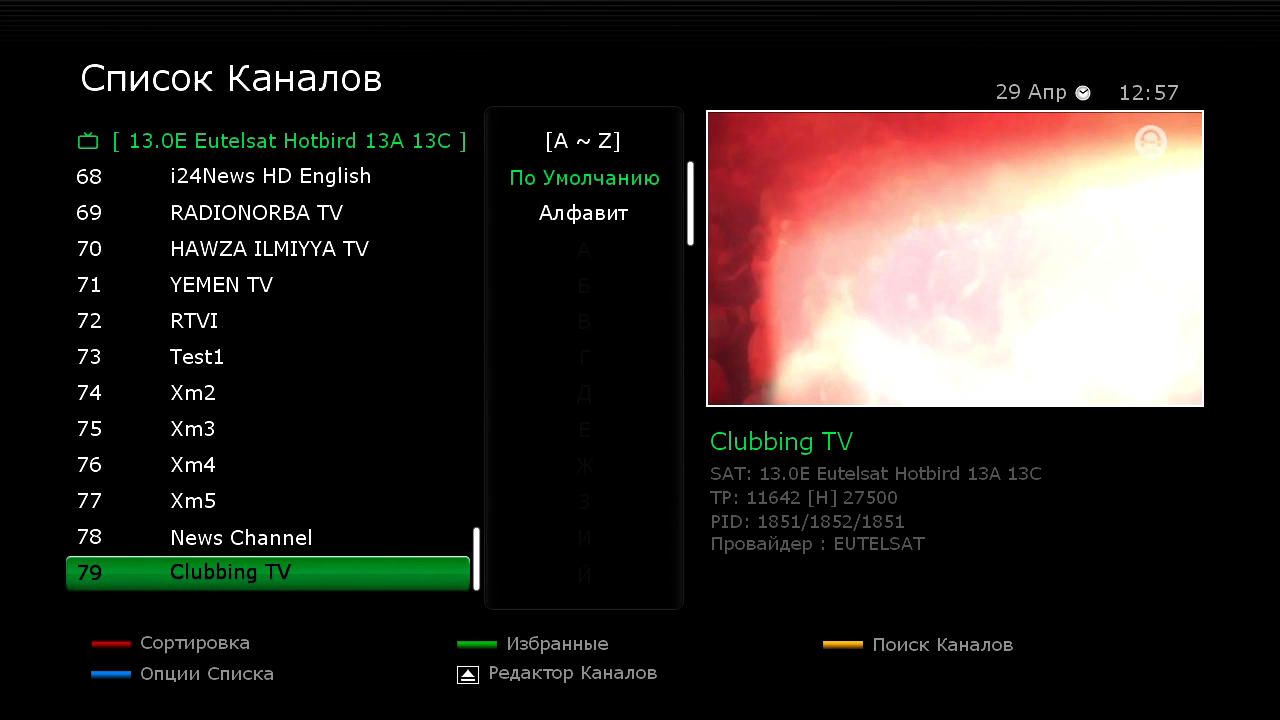 Список Каналов
29 Апр 12:57
[ 13.0E Eutelsat Hotbird 13A 13C ]
68 i24News HD English
69 RADIONORBA TV
70 HAWZA ILMIYYA TV
71 YEMEN TV
72 RTVI
73 Test1
74 Xm2
75 Xm3
76 Xm4
77 Xm5
78 News Channel
79 Clubbing TV
[A ~ Z]
По Умолчанию
Алфавит
А
Б
В
Г
Д
Е
Ж
З
И
Й
Clubbing TV
SAT: 13.0E Eutelsat Hotbird 13A 13C
TP: 11642 [H] 27500
PID: 1851/1852/1851
Провайдер : EUTELSAT
Сортировка
Избранные
Поиск Каналов
Опции Списка
Редактор Каналов